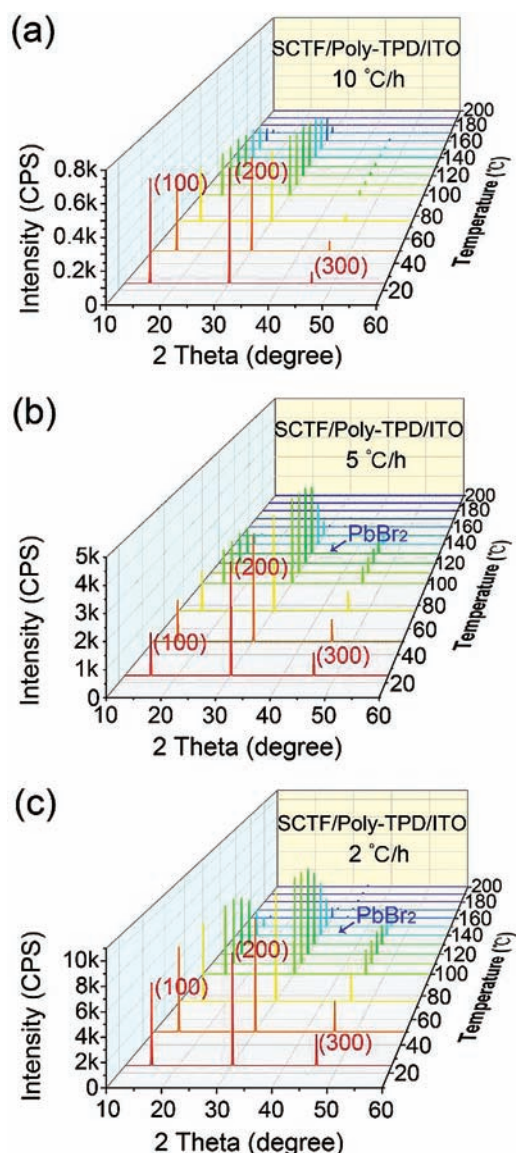 (a)
SCTF/Poly-TPD/ITO
10 °C/h
200
180
160
140
120
100
80
60
40
20
Temperature (℃)
0.8k
0.6k
0.4k
0.2k
0
Intensity (CPS)
(100)
(200)
(300)
10 20 30 40 50 60
2 Theta (degree)
(b)
SCTF/Poly-TPD/ITO
5 °C/h
PbBr2
200
180
160
140
120
100
80
60
40
20
Temperature (℃)
5k
4k
3k
2k
1k
0
Intensity (CPS)
(100)
(200)
(300)
10 20 30 40 50 60
2 Theta (degree)
(c)
SCTF/Poly-TPD/ITO
2 °C/h
PbBr2
200
180
160
140
120
100
80
60
40
20
Temperature (℃)
10k
8k
6k
4k
2k
0
Intensity (CPS)
(100)
(200)
(300)
10 20 30 40 50 60
2 Theta (degree)